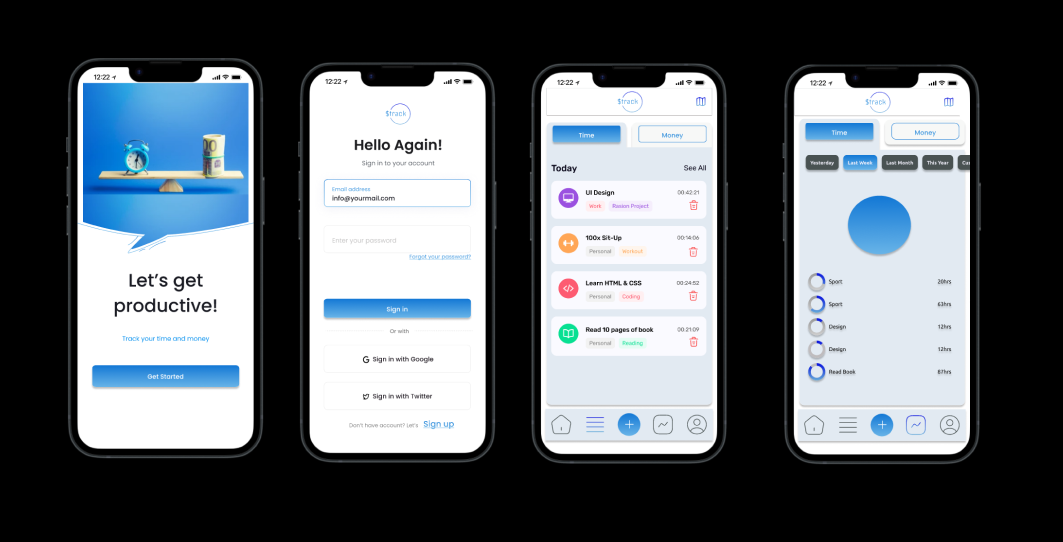 12:22
Let's get
productive!
Track your time and money
Get Started
12:22
$track
Hello Again!
Sign in to your account
Email address
info@yourmail.com
Enter your password
Forgot your password?
Sign in
Or with
Sign in with Google
Sign in with Twitter
Don't have account? Let's Sign up
12:22
$track
Time Money
Today See All
UI Design 00:42:21
Work Rasion Project
100x Sit-Up 00:14:06
Personal Workout
Learn HTML & CSS 00:24:52
Personal Coding
Read 10 pages of book 00:21:09
Personal Reading
12:22
$track
Time Money
Yesterday Last Week Last Month This Year
Sport 20hrs
Sport 63hrs
Design 12hrs
Design 12hrs
Read Book 87hrs